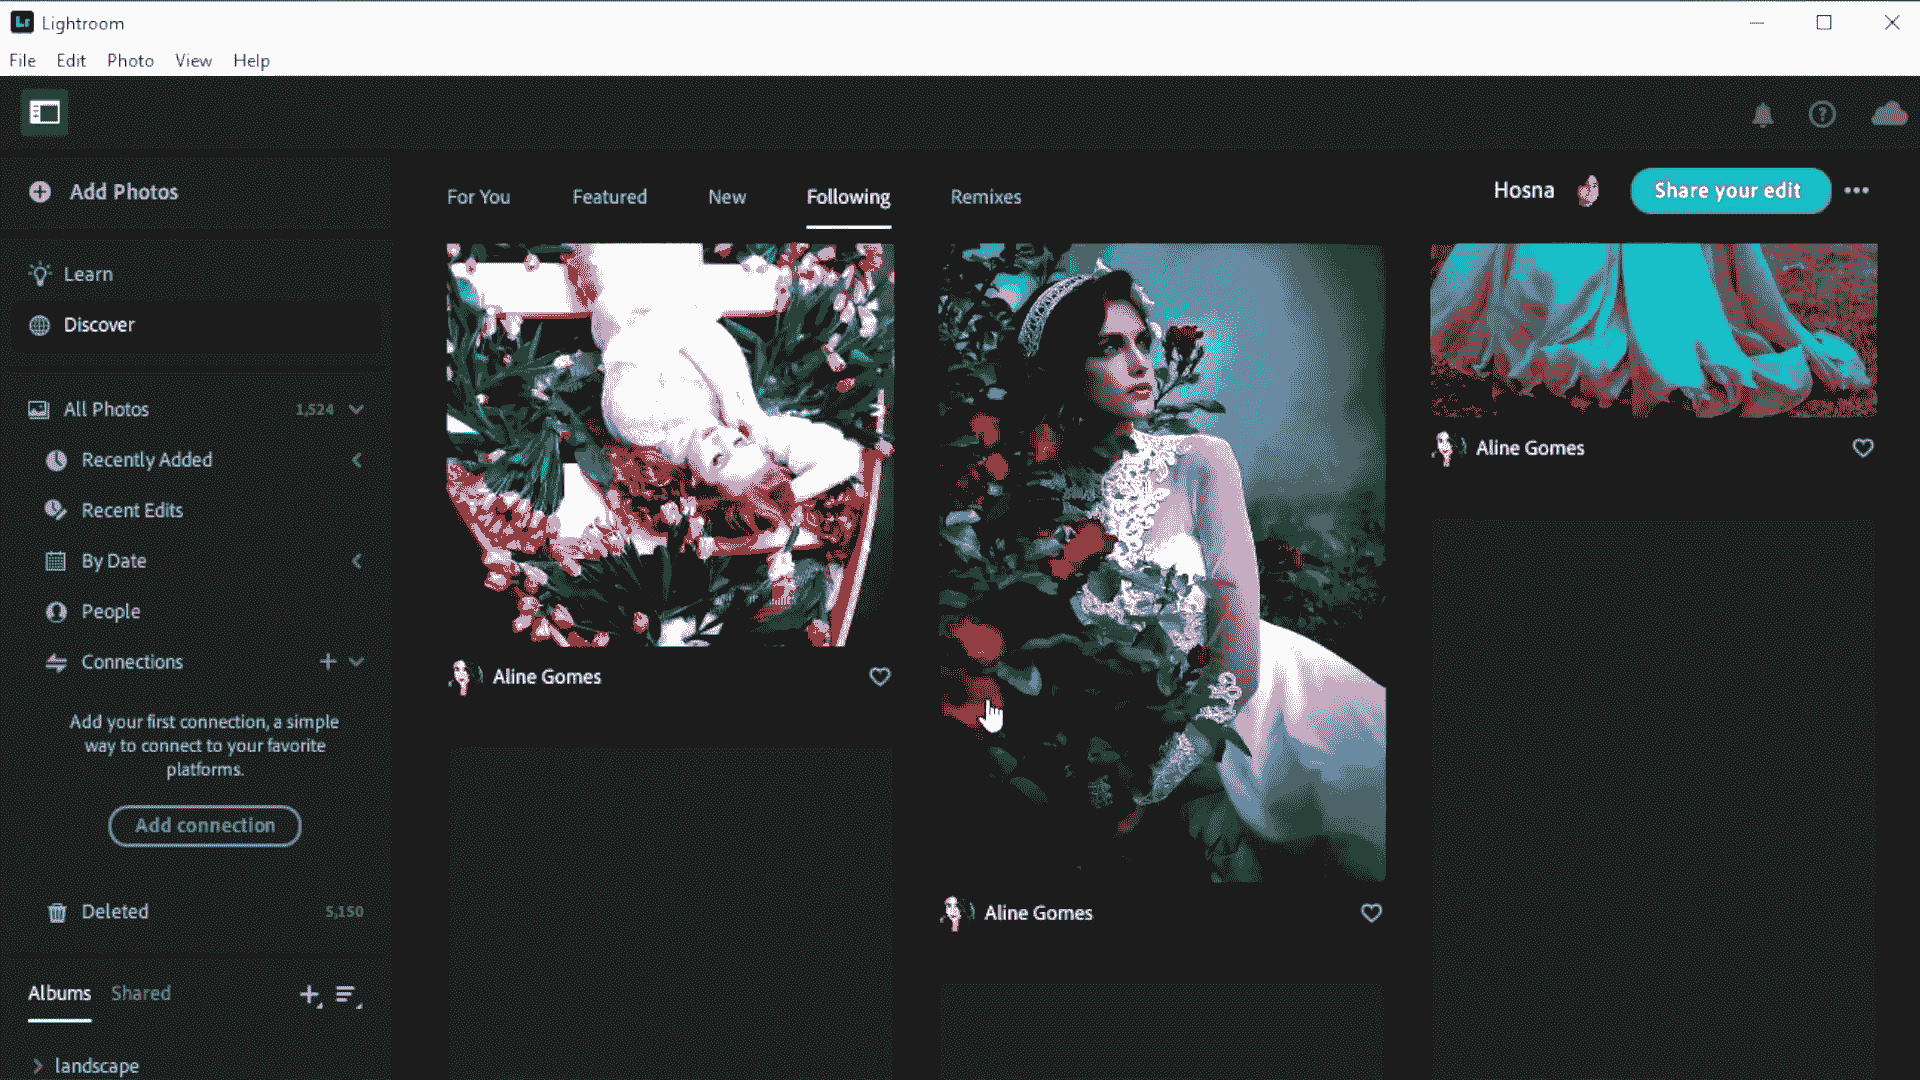 Lr Lightroom
File Edit Photo View Help
Add Photos
Learn
Discover
All Photos 1,524
Recently Added
Recent Edits
By Date
People
Connections
Add your first connection, a simple
way to connect to your favorite
platforms.
Add connection
Deleted 5,150
Albums Shared
landscape
For You Featured New Following Remixes
Hosna Share your edit
Aline Gomes
Aline Gomes
Aline Gomes